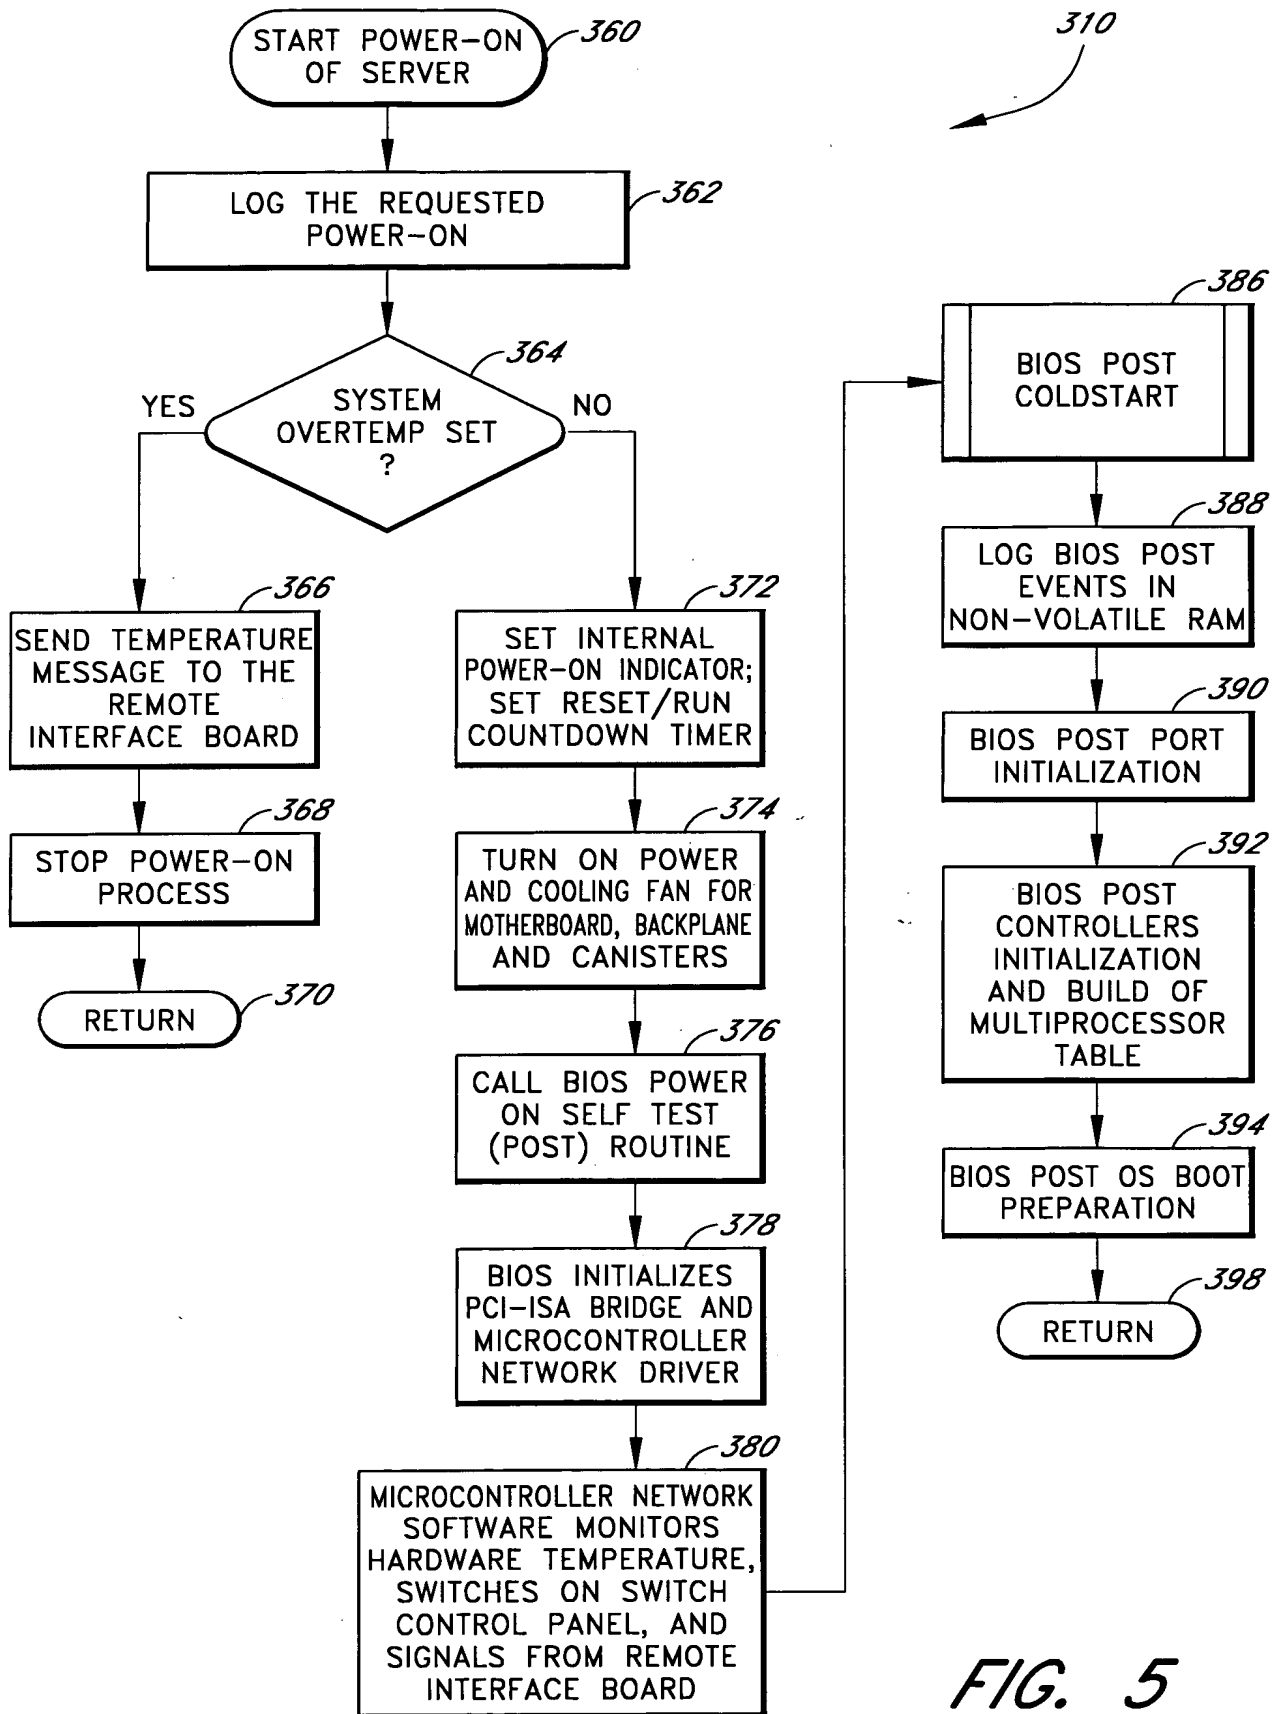 START POWER-ON
OF SERVER
360
310
LOG THE REQUESTED
POWER-ON
362
364
SYSTEM
OVERTEMP SET
?
YES
NO
366
SEND TEMPERATURE
MESSAGE TO THE
REMOTE
INTERFACE BOARD
368
STOP POWER-ON
PROCESS
RETURN
370
372
SET INTERNAL
POWER-ON INDICATOR;
SET RESET/RUN
COUNTDOWN TIMER
374
TURN ON POWER
AND COOLING FAN FOR
MOTHERBOARD, BACKPLANE
AND CANISTERS
376
CALL BIOS POWER
ON SELF TEST
(POST) ROUTINE
378
BIOS INITIALIZES
PCI-ISA BRIDGE AND
MICROCONTROLLER
NETWORK DRIVER
380
MICROCONTROLLER NETWORK
SOFTWARE MONITORS
HARDWARE TEMPERATURE,
SWITCHES ON SWITCH
CONTROL PANEL, AND
SIGNALS FROM REMOTE
INTERFACE BOARD
386
BIOS POST
COLDSTART
388
LOG BIOS POST
EVENTS IN
NON-VOLATILE RAM
390
BIOS POST PORT
INITIALIZATION
392
BIOS POST
CONTROLLERS
INITIALIZATION
AND BUILD OF
MULTIPROCESSOR
TABLE
394
BIOS POST OS BOOT
PREPARATION
398
RETURN
FIG. 5